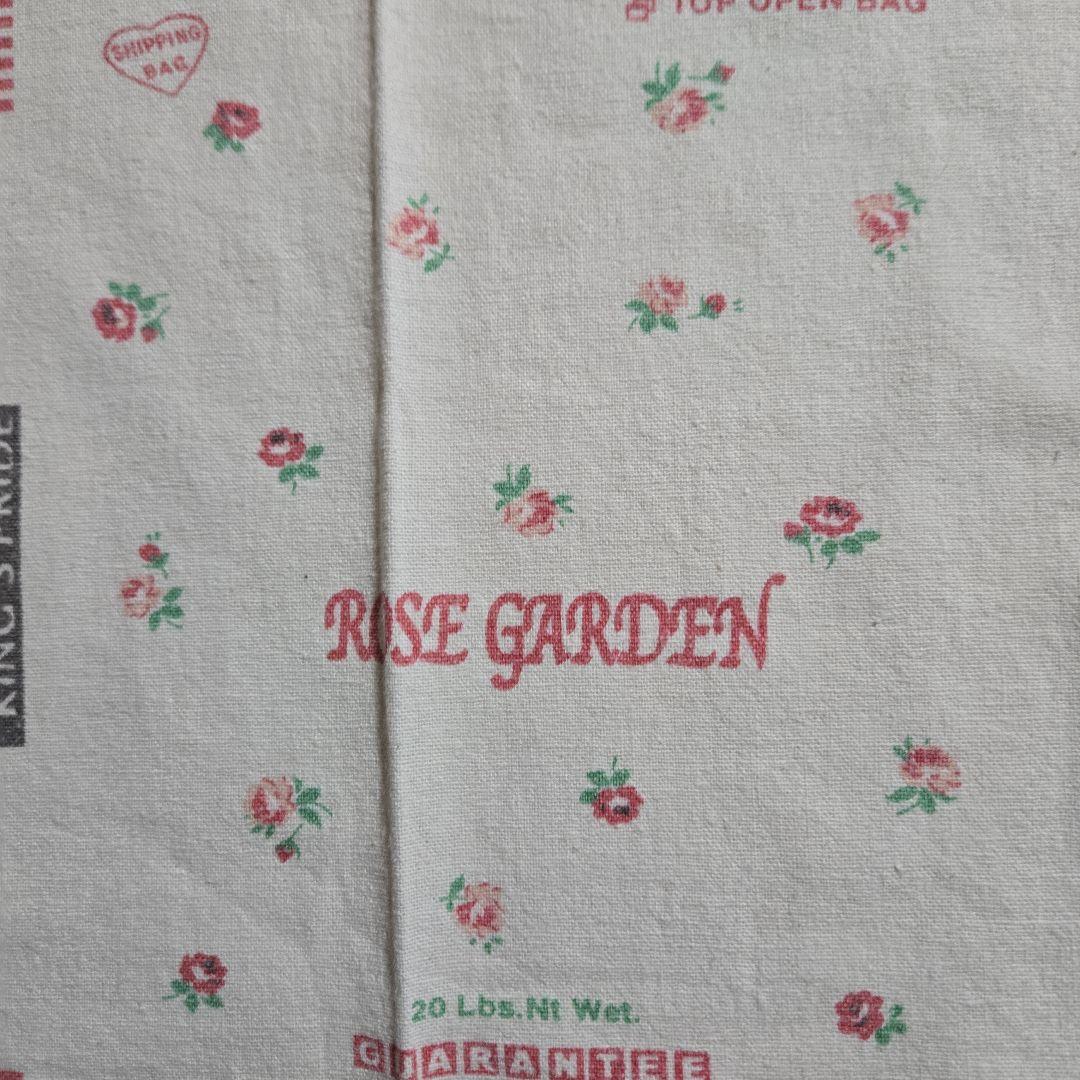 SHIPPING
BAG
TOP OPEN BAG
KING'S PRIDE
ROSE GARDEN
20 Lbs.Nt Wet.
GUARANTEE